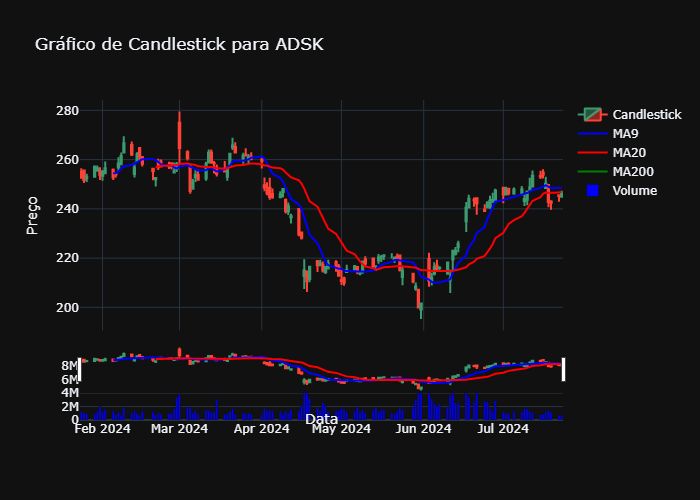 Gráfico de Candlestick para ADSK
280
260
240
220
200
Preço
Candlestick
MA9
MA20
MA200
Volume
8M
6M
4M
2M
0
Feb 2024
Mar 2024
Apr 2024
May 2024
Jun 2024
Jul 2024
Data